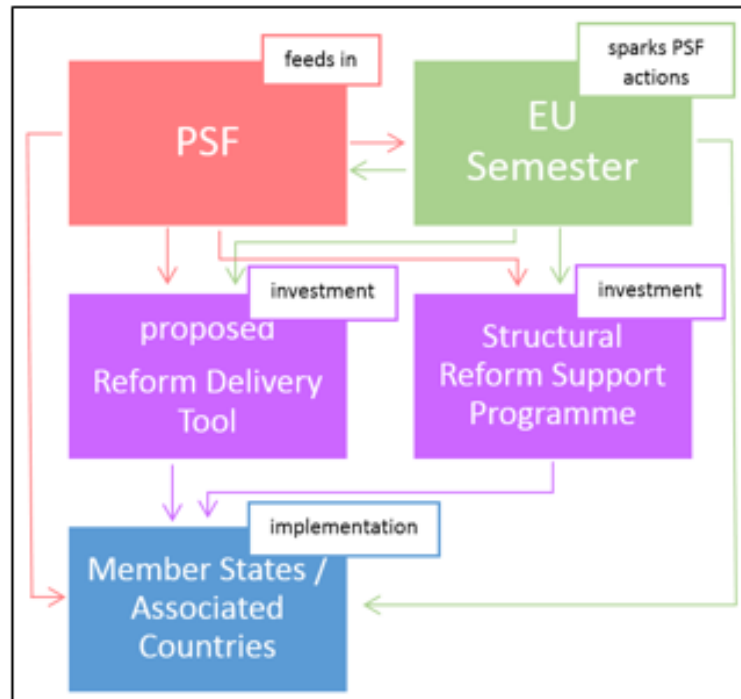 feeds in
PSF
sparks PSF
actions
EU
Semester
investment
proposed
Reform Delivery
Tool
investment
Structural
Reform Support
Programme
implementation
Member States /
Associated
Countries